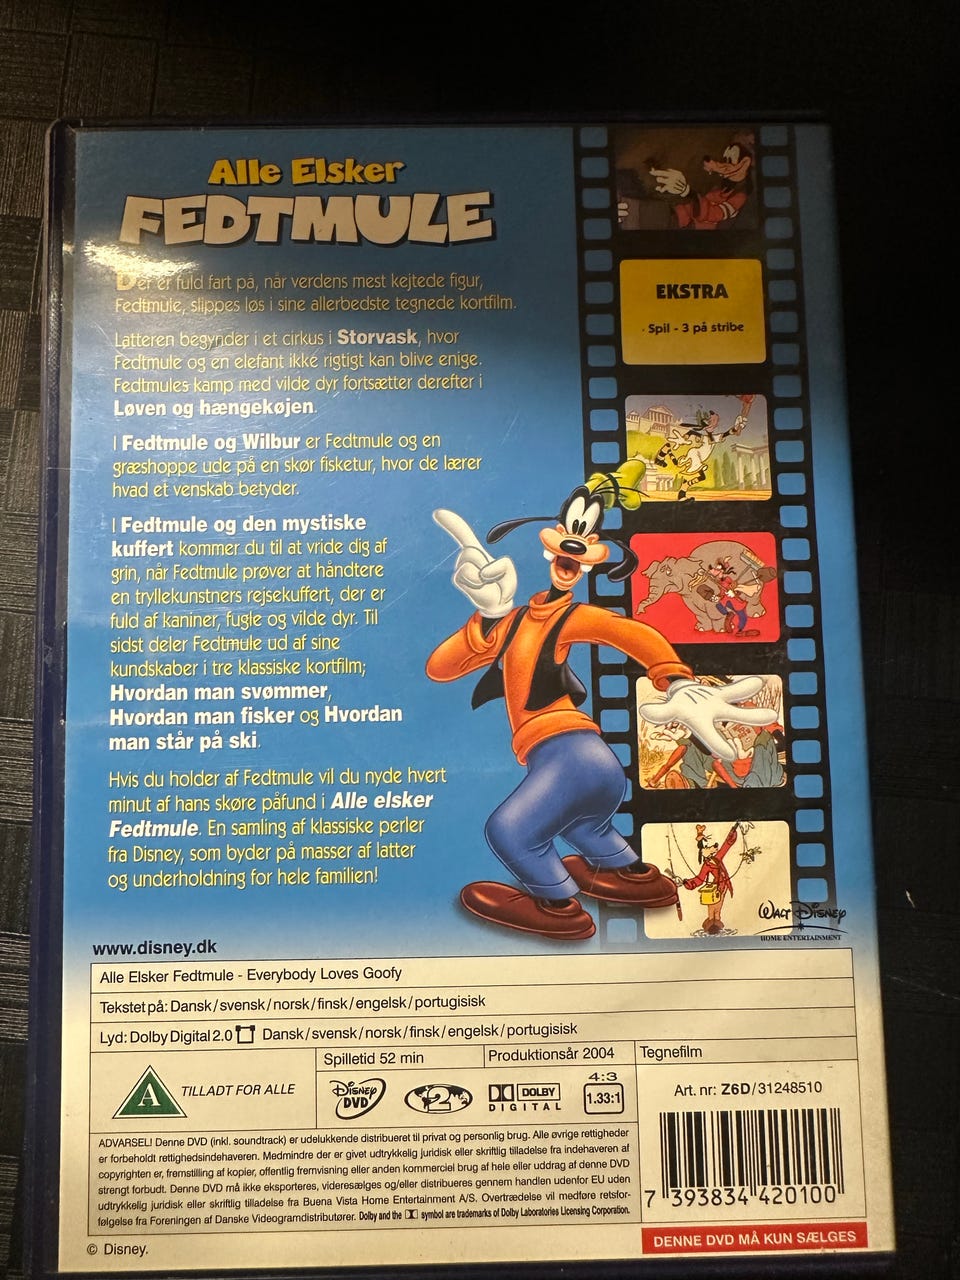 Alle Elsker
FEDTMULE
Der er fuld fart på, når verdens mest kejtede figur,
Fedtmule, slippes løs i sine allerbedste tegnede kortfilm.
Latteren begynder i et cirkus i Storvask, hvor
Fedtmule og en elefant ikke rigtigt kan blive enige.
Fedtmules kamp med vilde dyr fortsætter derefter i
Løven og hængekøjen.
I Fedtmule og Wilbur er Fedtmule og en
græshoppe ude på en skør fisketur, hvor de lærer
hvad et venskab betyder.
I Fedtmule og den mystiske
kuffert kommer du til at vride dig af
grin, når Fedtmule prøver at håndtere
en tryllekunstners rejsekuffert, der er
fuld af kaniner, fugle og vilde dyr. Til
sidst deler Fedtmule ud af sine
kundskaber i tre klassiske kortfilm;
Hvordan man svømmer,
Hvordan man fisker og Hvordan
man står på ski.
Hvis du holder af Fedtmule vil du nyde hvert
minut af hans skøre påfund i Alle elsker
Fedtmule. En samling af klassiske perler
fra Disney, som byder på masser af latter
og underholdning for hele familien!
EKSTRA
Spil - 3 på stribe
WALT DISNEY
HOME ENTERTAINMENT
www.disney.dk
Alle Elsker Fedtmule - Everybody Loves Goofy
Tekstet på: Dansk/svensk/norsk/finsk/engelsk/portugisisk
Lyd: Dolby Digital 2.0 Dansk/svensk/norsk/finsk/engelsk/portugisisk
Spilletid 52 min
Produktionsår 2004
Tegnefilm
A
TILLADT FOR ALLE
DISNEY
DVD
2
DOLBY
DIGITAL
4:3
1.33:1
Art. nr: Z6D/31248510
ADVARSEL! Denne DVD (inkl. soundtrack) er udelukkende distribueret til privat og personlig brug. Alle øvrige rettigheder
er forbeholdt rettighedsindehaveren. Medmindre der er givet udtrykkelig juridisk eller skriftlig tilladelse fra indehaveren af
copyrighten er, fremstilling af kopier, offentlig fremvisning eller anden kommerciel brug af hele eller uddrag af denne DVD
strengt forbudt. Denne DVD må ikke eksporteres, videresælges og/eller distribueres gennem handlen udenfor EU uden
udtrykkelig juridisk eller skriftlig tilladelse fra Buena Vista Home Entertainment A/S. Overtrædelse vil medføre retsfor-
følgelse fra Foreningen af Danske Videogramdistributører. Dolby and the symbol are trademarks of Dolby Laboratories Licensing Corporation.
7 393834 420100
DENNE DVD MÅ KUN SÆLGES
© Disney.